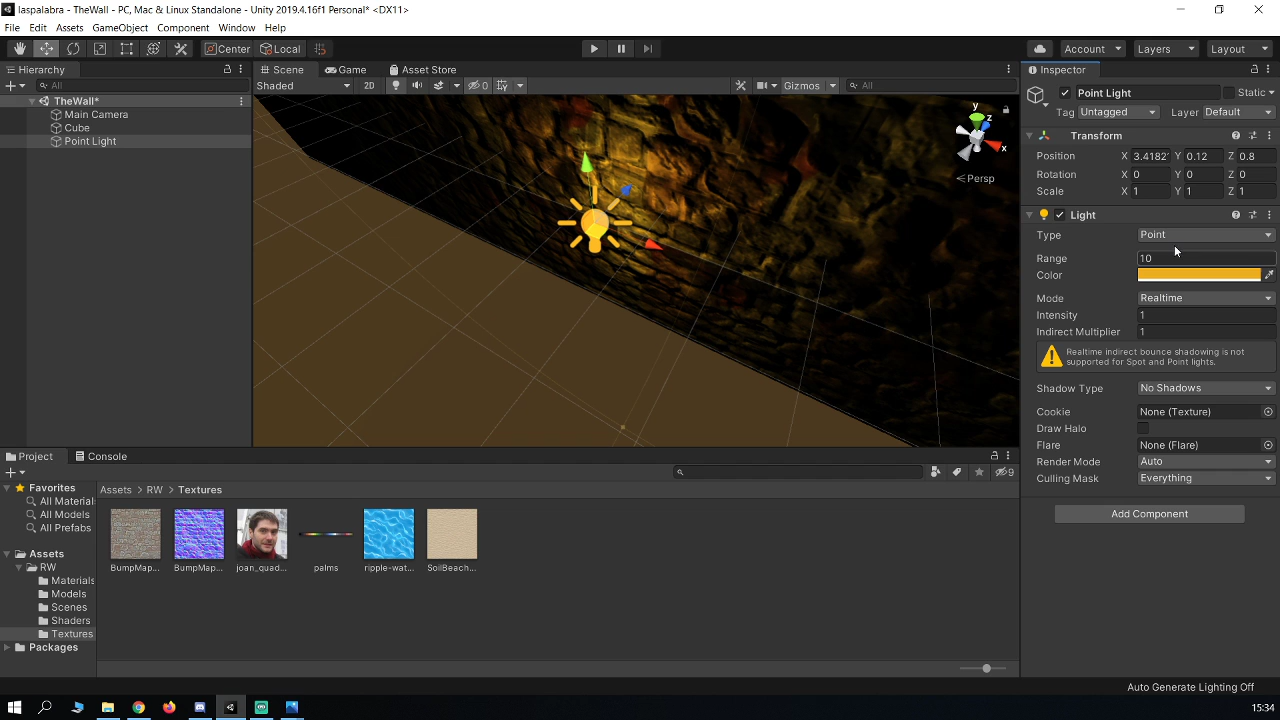 laspalabra - TheWall - PC, Mac & Linux Standalone - Unity 2019.4.16f1 Personal* <DX11>
File Edit Assets GameObject Component Window Help
Center Local Account Layers Layout
Hierarchy
All
TheWall*
Main Camera
Cube
Point Light
Scene Game Asset Store
Shaded 2D 0 Gizmos All
y
z
x
Persp
Inspector
Point Light Static
Tag Untagged Layer Default
Transform
Position X 3.4182 Y 0.12 Z 0.8
Rotation X 0 Y 0 Z 0
Scale X 1 Y 1 Z 1
Light
Type Point
Range 10
Color
Mode Realtime
Intensity 1
Indirect Multiplier 1
Realtime indirect bounce shadowing is not
supported for Spot and Point lights.
Shadow Type No Shadows
Cookie None (Texture)
Draw Halo
Flare None (Flare)
Render Mode Auto
Culling Mask Everything
Add Component
Project Console
9
Favorites
All Material
All Models
All Prefabs
Assets
RW
Materials
Models
Scenes
Shaders
Textures
Packages
Assets > RW > Textures
BumpMap... BumpMap... joan_quad... palms ripple-wat... SoilBeach...
Auto Generate Lighting Off
15:34